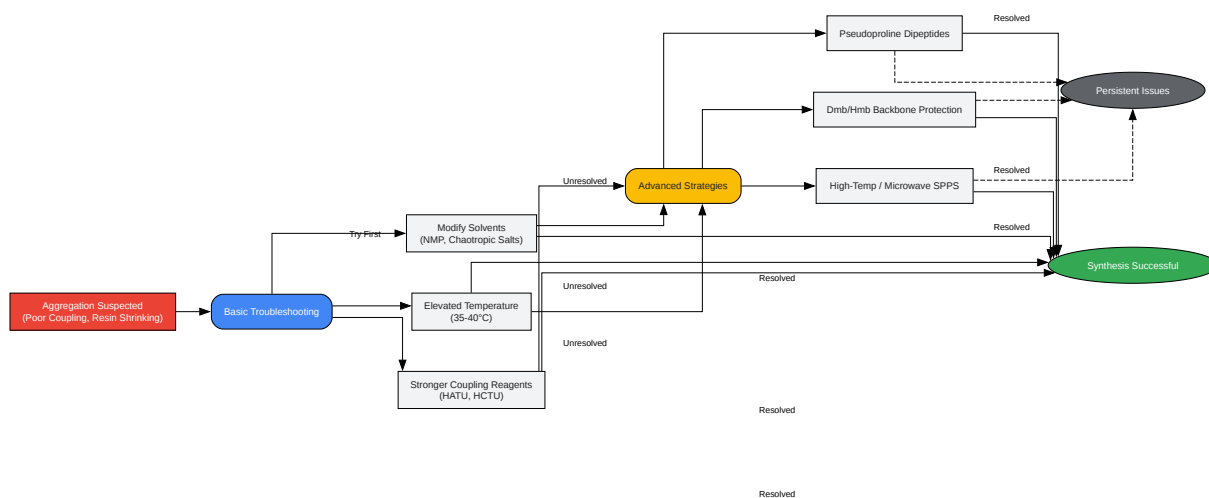 Resolved
Pseudoproline Dipeptides
Persistent Issues
Dmb/Hmb Backbone Protection
Resolved
Unresolved
Advanced Strategies
High-Temp / Microwave SPPS
Modify Solvents
(NMP, Chaotropic Salts)
Resolved
Try First
Synthesis Successful
Resolved
Unresolved
Aggregation Suspected
(Poor Coupling, Resin Shrinking)
Basic Troubleshooting
Elevated Temperature
(35-40°C)
Unresolved
Stronger Coupling Reagents
(HATU, HCTU)
Resolved
Resolved